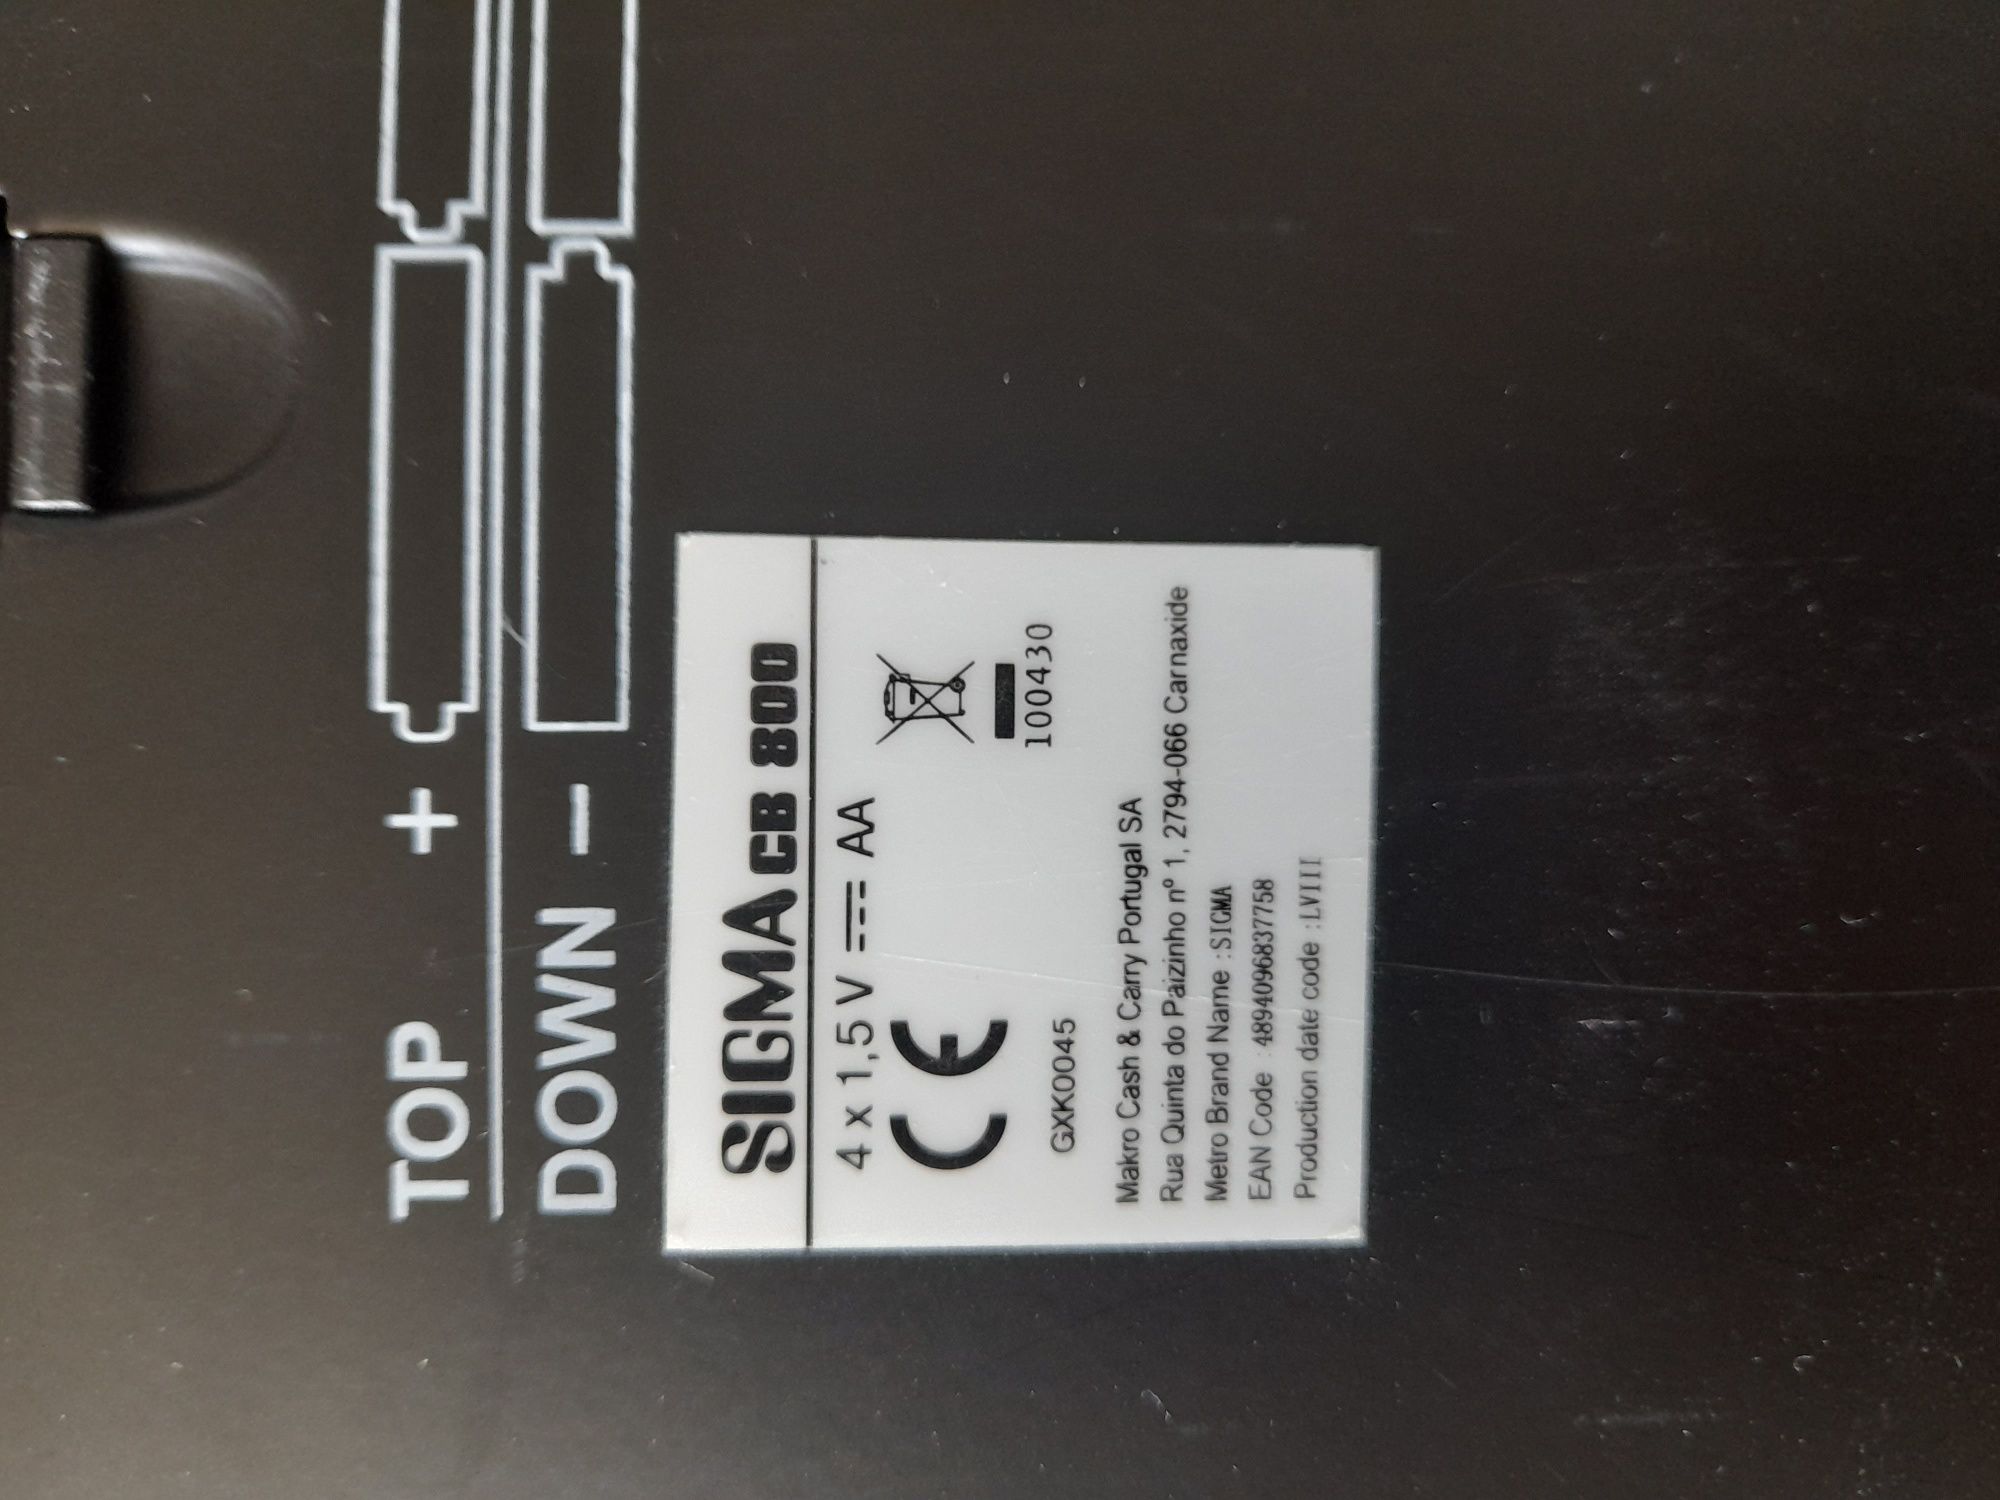 TOP +
DOWN -
SIGMA CB 800
4 x 1,5 V AA
CE
GXK0045
100430
Makro Cash & Carry Portugal SA
Rua Quinta do Paizinho nº 1, 2794-066 Carnaxide
Metro Brand Name :SIGMA
EAN Code : 4894096837758
Production date code :LVIII